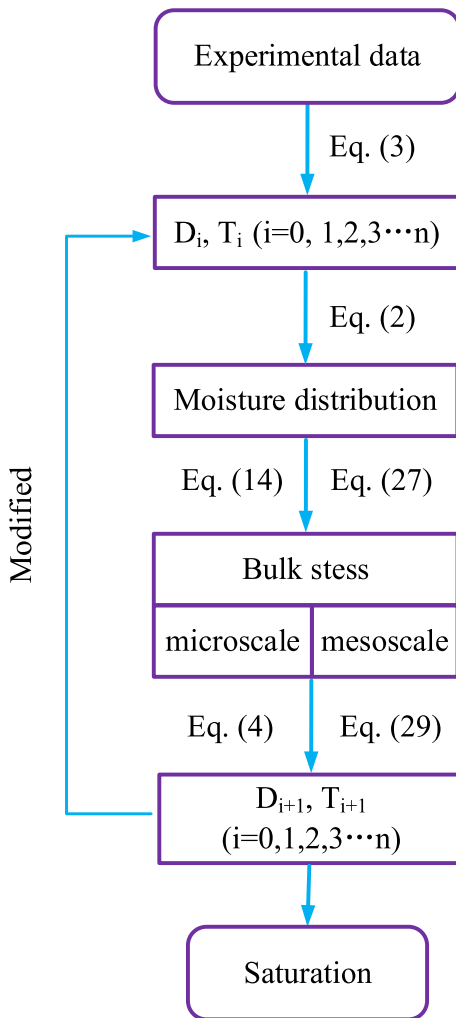 Experimental data
Eq. (3)
Dᵢ, Tᵢ (i=0, 1,2,3⋯n)
Eq. (2)
Moisture distribution
Eq. (14) Eq. (27)
Bulk stess
microscale mesoscale
Eq. (4) Eq. (29)
Dᵢ₊₁, Tᵢ₊₁
(i=0,1,2,3⋯n)
Saturation
Modified